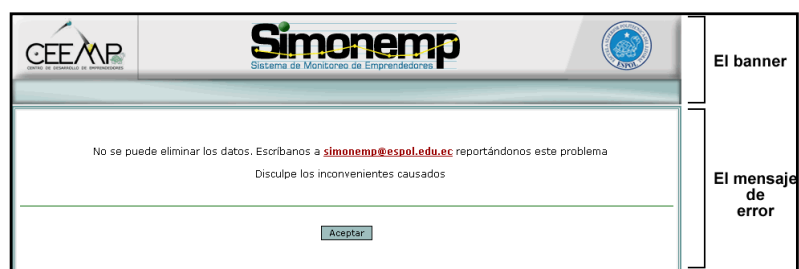 CEEMP
CENTRO DE DESARROLLO DE EMPRENDEDORES
Simonemp
Sistema de Monitoreo de Emprendedores
ESPOL
El banner
No se puede eliminar los datos. Escríbanos a simonemp@espol.edu.ec reportándonos este problema
Disculpe los inconvenientes causados
El mensaje
de
error
Aceptar